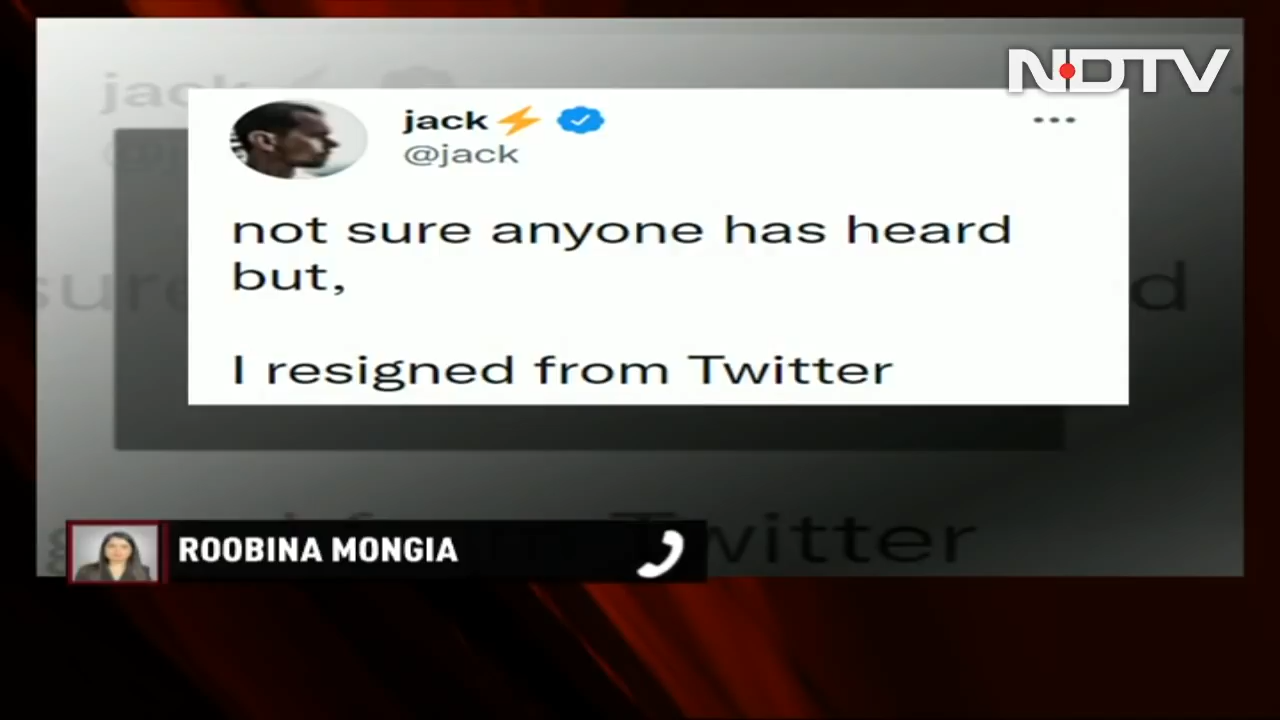 NDTV
jack⚡
@jack
not sure anyone has heard
but,
I resigned from Twitter
ROOBINA MONGIA